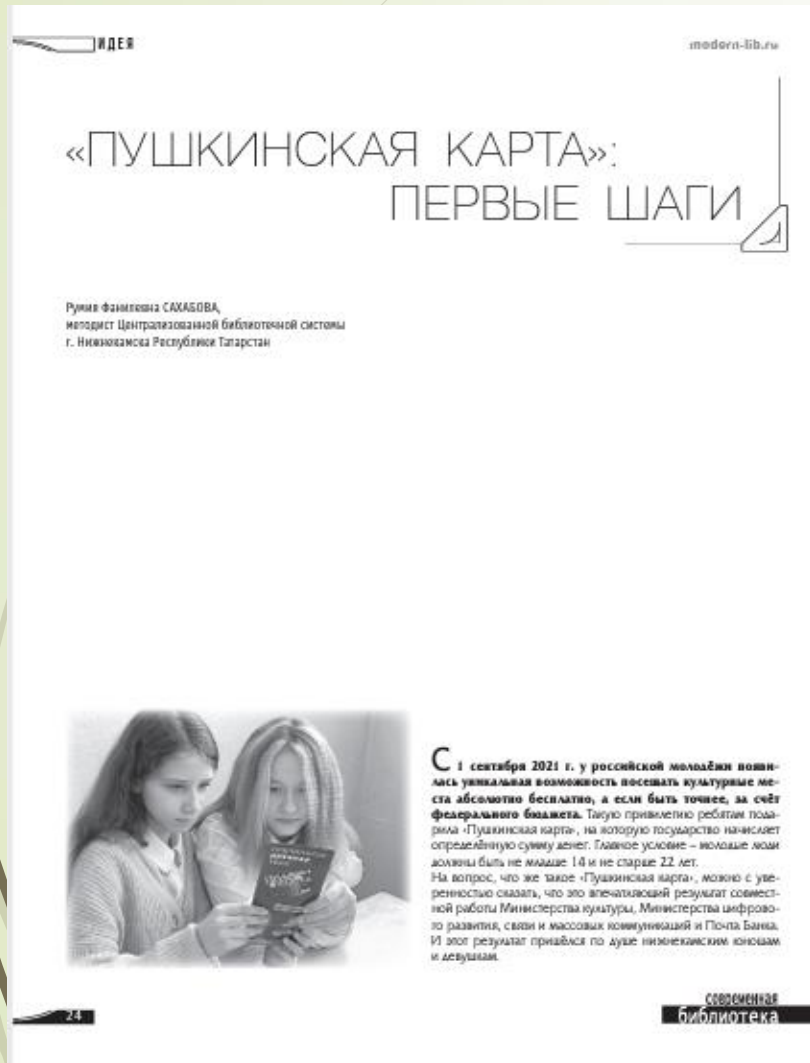 ИДЕЯ
modern-lib.ru
«ПУШКИНСКАЯ КАРТА»:
ПЕРВЫЕ ШАГИ
Румия Фанилевна САХАБОВА,
методист Централизованной библиотечной системы
г. Нижнекамска Республики Татарстан
С 1 сентября 2021 г. у российской молодёжи появи-
лась уникальная возможность посещать культурные ме-
ста абсолютно бесплатно, а если быть точнее, за счёт
федерального бюджета. Такую привилегию ребятам пода-
рила «Пушкинская карта», на которую государство начисляет
определённую сумму денег. Главное условие – молодые люди
должны быть не младше 14 и не старше 22 лет.
На вопрос, что же такое «Пушкинская карта», можно с уве-
ренностью сказать, что это впечатляющий результат совмест-
ной работы Министерства культуры, Министерства цифрово-
го развития, связи и массовых коммуникаций и Почта Банка.
И этот результат пришёлся по душе нижнекамским юношам
и девушкам.
24
современная
библиотека